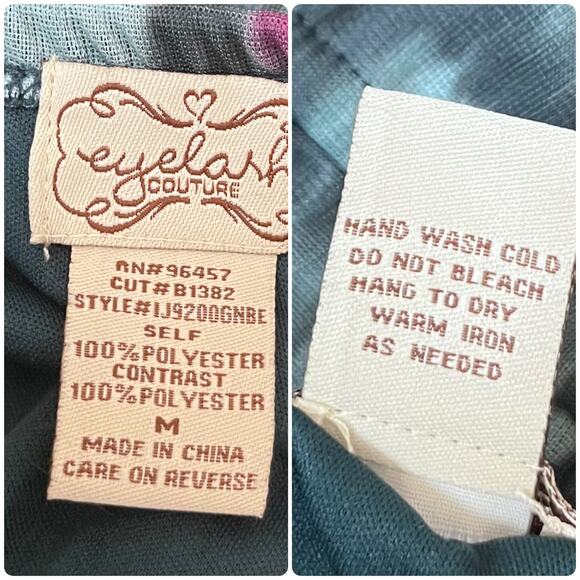 eyelash
COUTURE
RN#96457
CUT#B1382
STYLE#IJ9200GNBE
SELF
100%POLYESTER
CONTRAST
100%POLYESTER
M
MADE IN CHINA
CARE ON REVERSE
HAND WASH COLD
DO NOT BLEACH
HANG TO DRY
WARM IRON
AS NEEDED